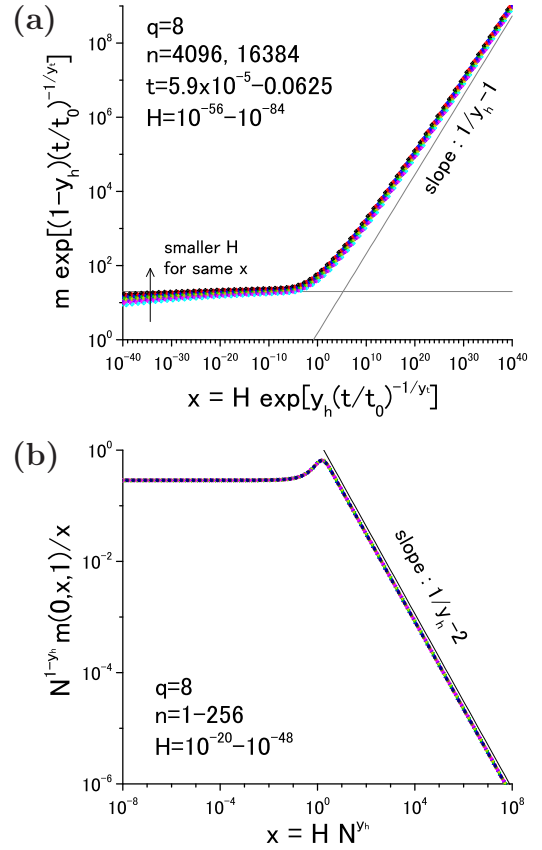 (a)
m exp[(1−y_h)(t/t_0)^{−1/y_t}]
10^8
10^6
10^4
10^2
10^0
q=8
n=4096, 16384
t=5.9x10^{−5}−0.0625
H=10^{−56}−10^{−84}
smaller H
for same x
slope : 1/y_h−1
10^{−40} 10^{−30} 10^{−20} 10^{−10} 10^0 10^{10} 10^{20} 10^{30} 10^{40}
x = H exp[y_h(t/t_0)^{−1/y_t}]
(b)
N^{1−y_h} m(0,x,1)/x
10^0
10^{−2}
10^{−4}
10^{−6}
slope : 1/y_h−2
q=8
n=1−256
H=10^{−20}−10^{−48}
10^{−8} 10^{−4} 10^0 10^4 10^8
x = H N^{y_h}